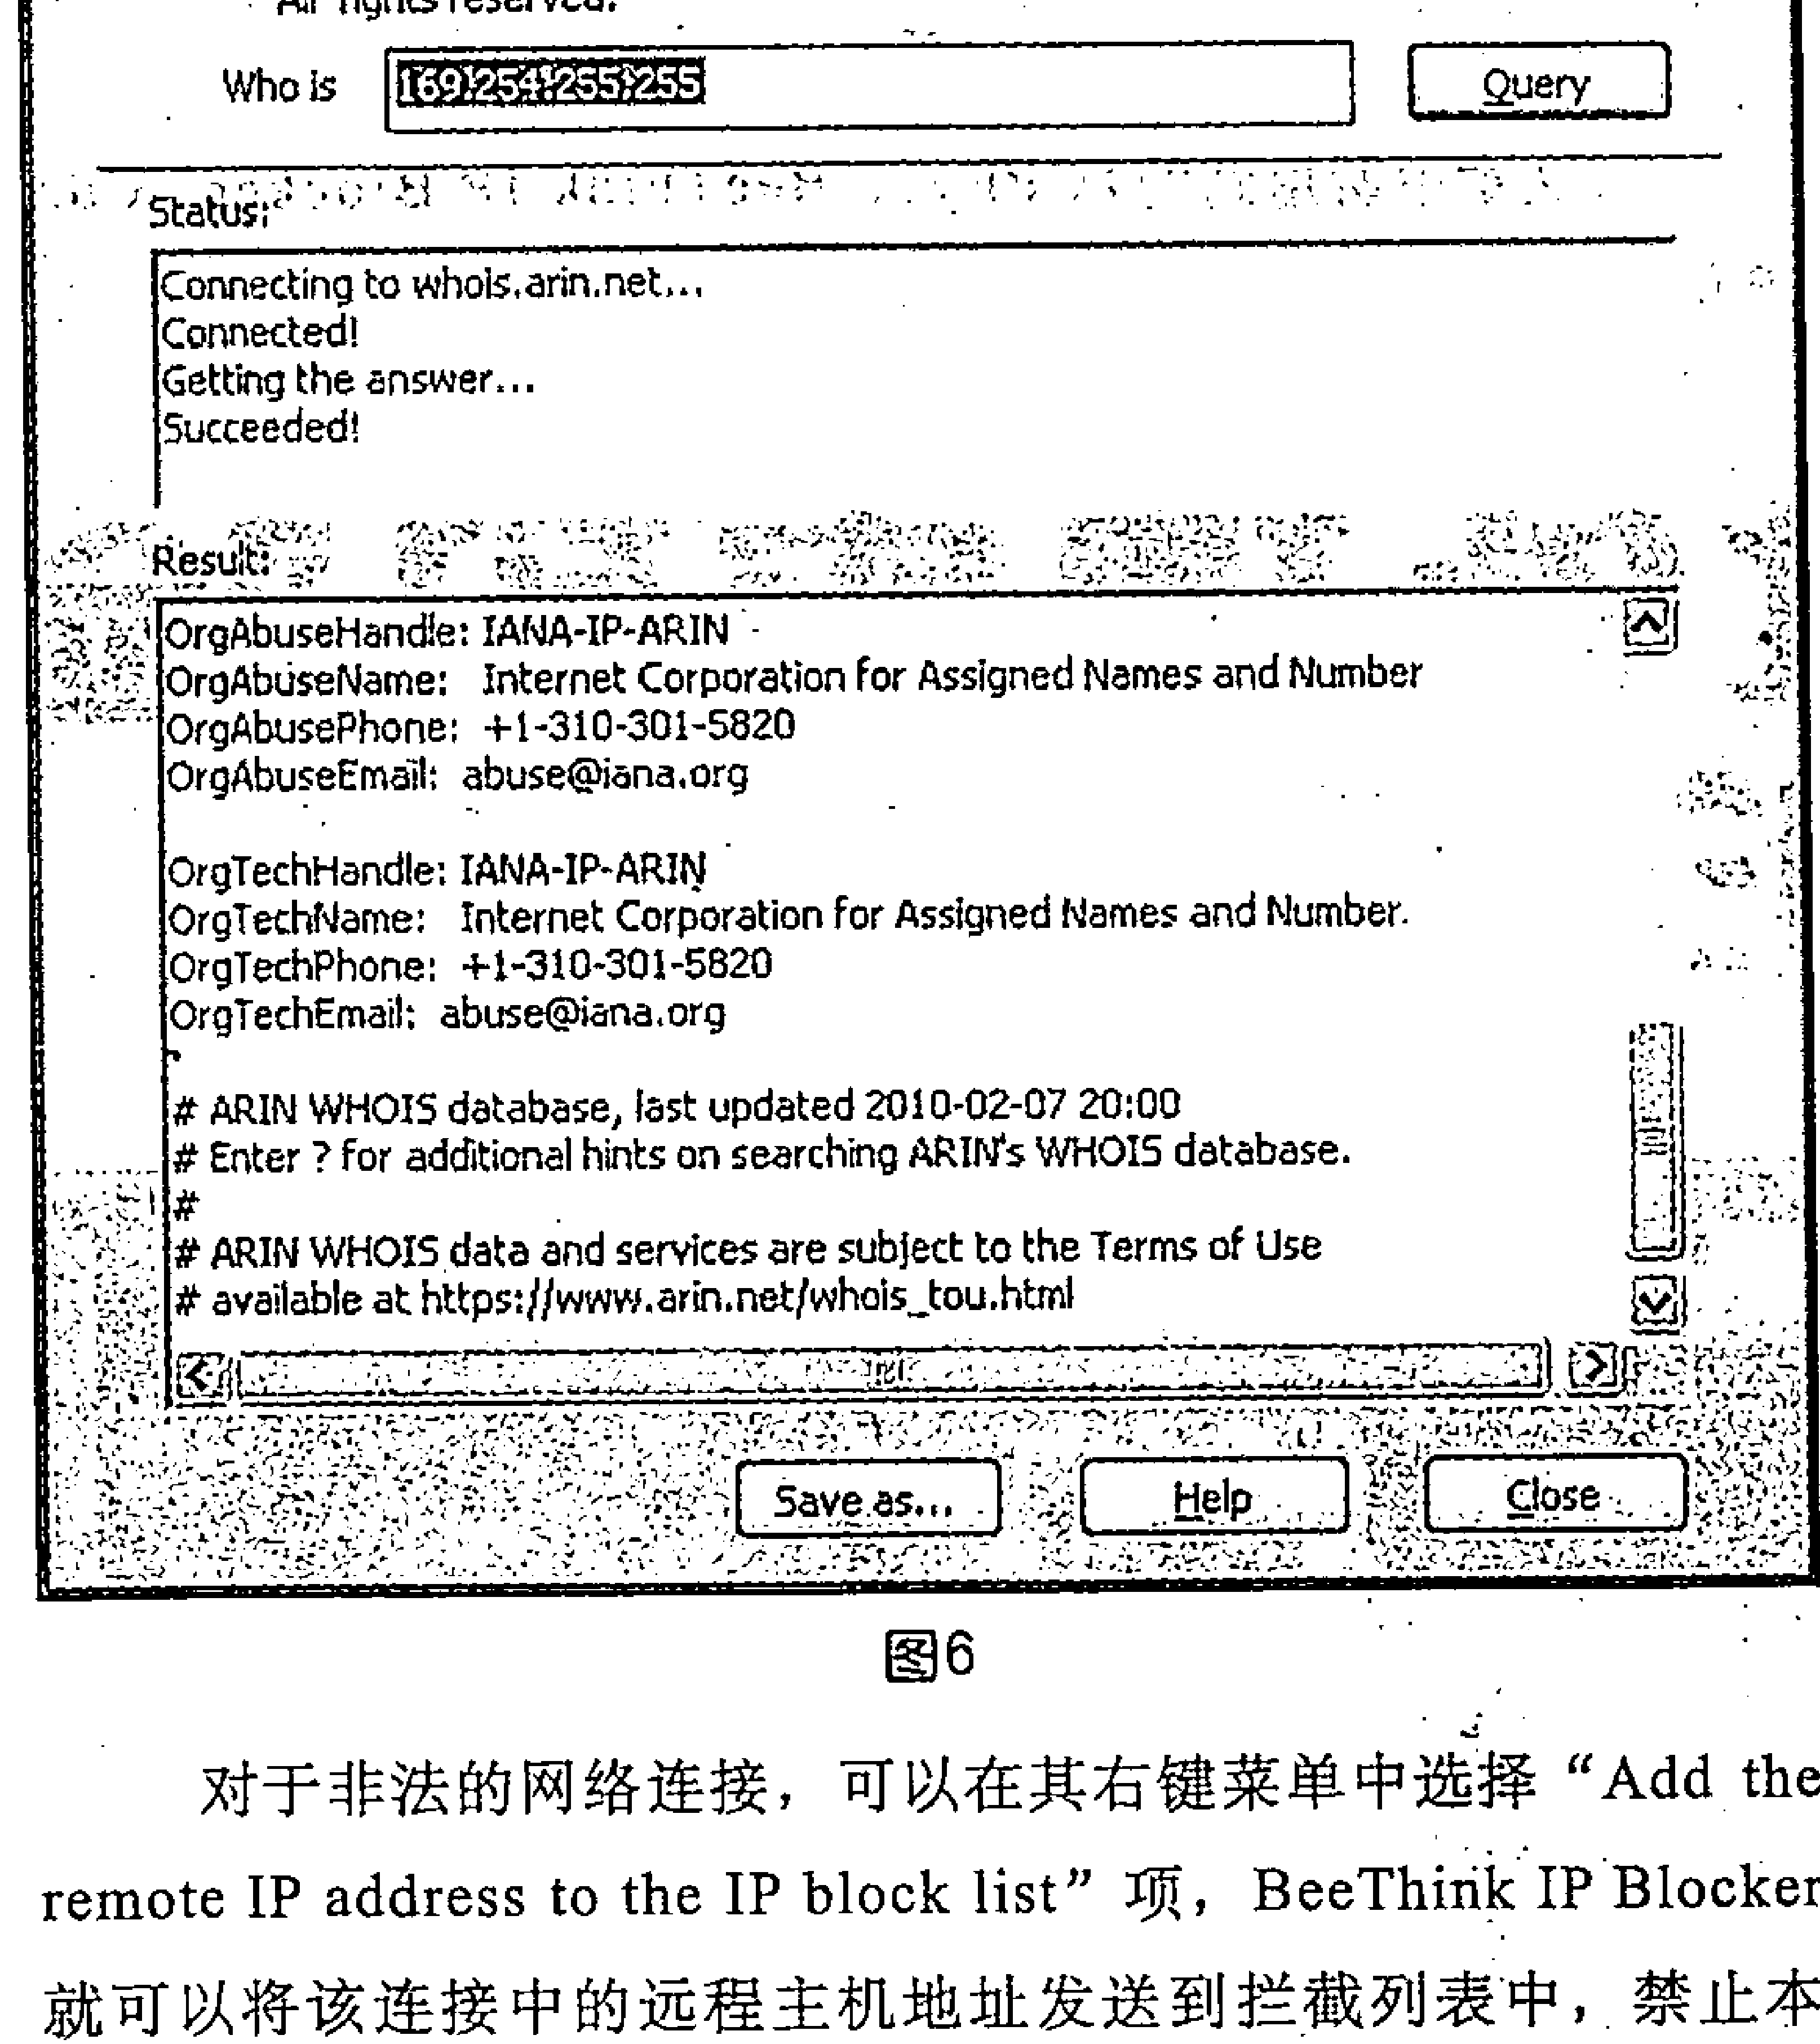 All rights reserved.
Who is 169.254.255.255 Query
Status:
Connecting to whois.arin.net...
Connected!
Getting the answer...
Succeeded!
Result:
OrgAbuseHandle: IANA-IP-ARIN
OrgAbuseName: Internet Corporation for Assigned Names and Number
OrgAbusePhone: +1-310-301-5820
OrgAbuseEmail: abuse@iana.org
OrgTechHandle: IANA-IP-ARIN
OrgTechName: Internet Corporation for Assigned Names and Number.
OrgTechPhone: +1-310-301-5820
OrgTechEmail: abuse@iana.org
# ARIN WHOIS database, last updated 2010-02-07 20:00
# Enter ? for additional hints on searching ARIN's WHOIS database.
#
# ARIN WHOIS data and services are subject to the Terms of Use
# available at https://www.arin.net/whois_tou.html
Save as... Help Close
图6
对于非法的网络连接，可以在其右键菜单中选择“Add the
remote IP address to the IP block list”项，BeeThink IP Blocker
就可以将该连接中的远程主机地址发送到拦截列表中，禁止本